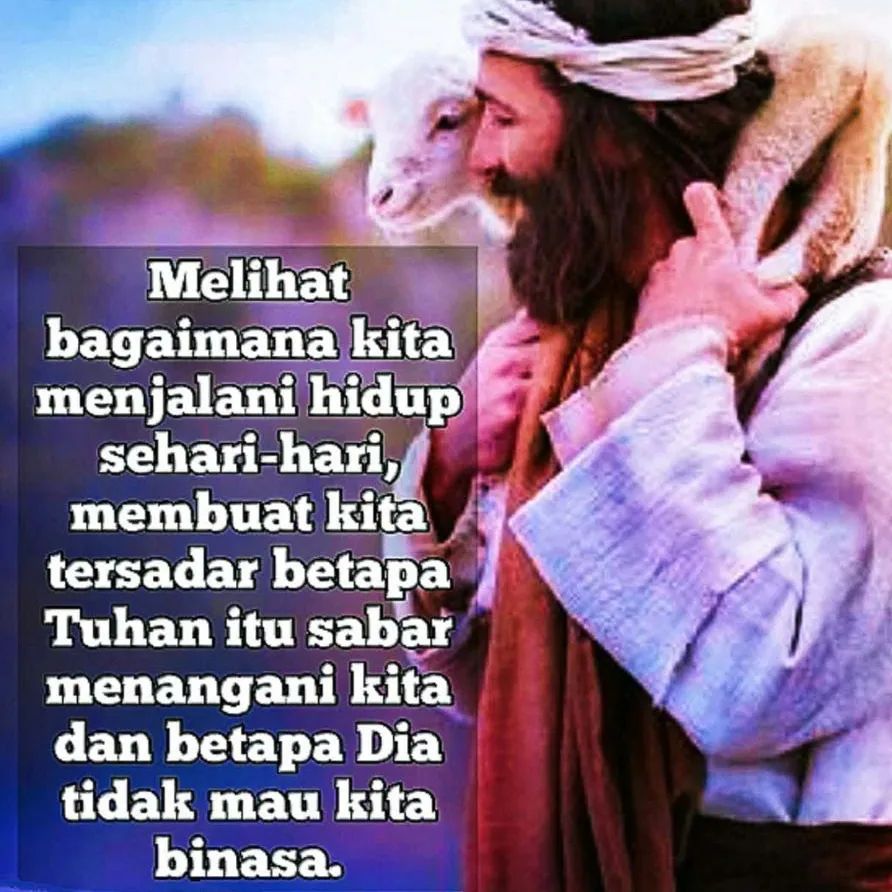 Melihat
bagaimana kita
menjalani hidup
sehari-hari,
membuat kita
tersadar betapa
Tuhan itu sabar
menangani kita
dan betapa Dia
tidak mau kita
binasa.